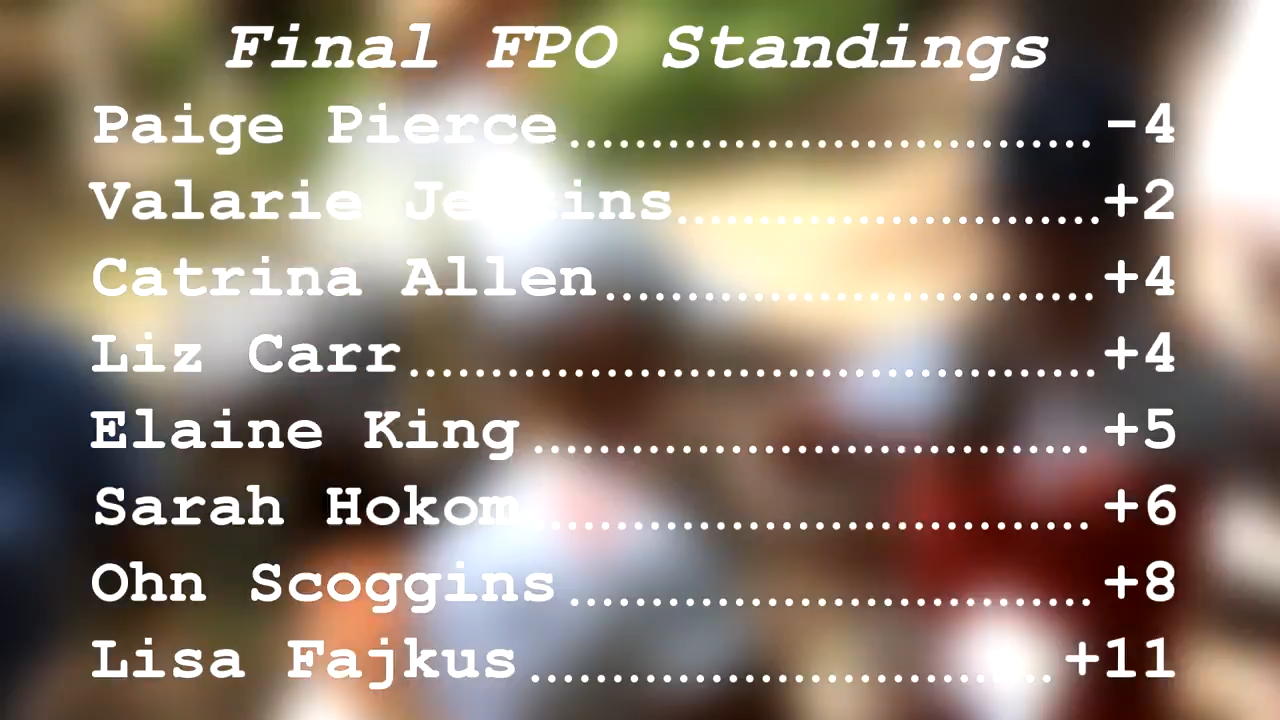 Final FPO Standings
Paige Pierce................................ -4
Valarie Jenkins..........................+2
Catrina Allen.............................. +4
Liz Carr.......................................... +4
Elaine King.................................. +5
Sarah Hokom.................................. +6
Ohn Scoggins................................ +8
Lisa Fajkus................................ +11